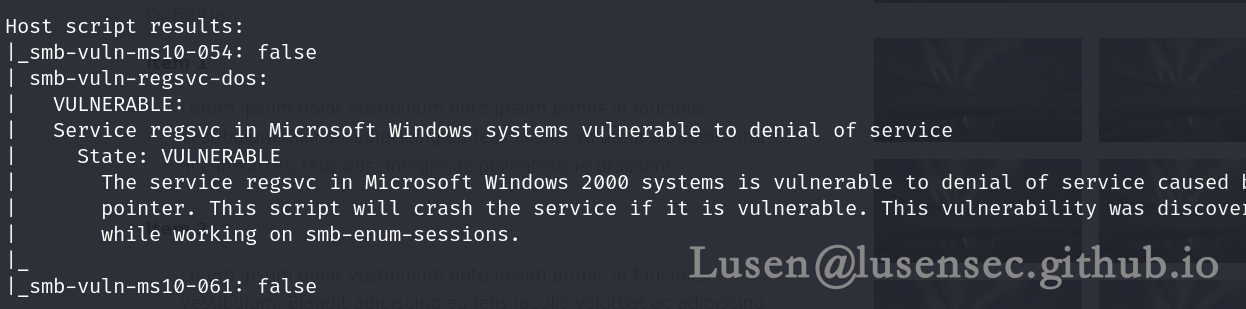 Host script results:
|_smb-vuln-ms10-054: false
| smb-vuln-regsvc-dos:
|   VULNERABLE:
|   Service regsvc in Microsoft Windows systems vulnerable to denial of service
|     State: VULNERABLE
|       The service regsvc in Microsoft Windows 2000 systems is vulnerable to denial of service caused b
|       pointer. This script will crash the service if it is vulnerable. This vulnerability was discover
|       while working on smb-enum-sessions.
|_
|_smb-vuln-ms10-061: false
Lusen@lusensec.github.io